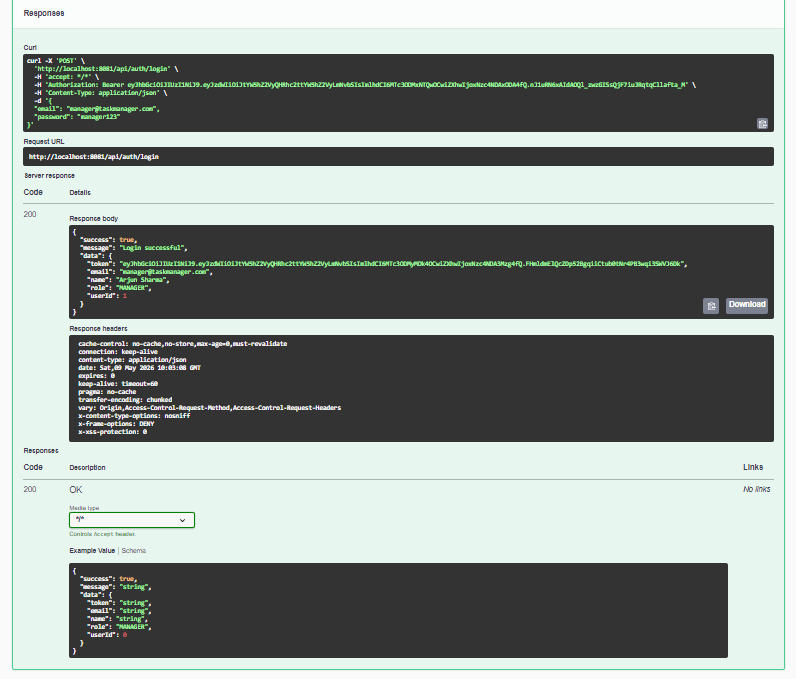 Responses
Curl
curl -X 'POST' \
'http://localhost:8081/api/auth/login' \
-H 'accept: */*' \
-H 'Authorization: Bearer
-H 'Content-Type: application/json' \
-d '{
"email": "manager@taskmanager.com",
"password": "manager123"
}'
Request URL
http://localhost:8081/api/auth/login
Server response
Code Details
200
Response body
{
"success": true,
"message": "Login successful",
"data": {
"token":
"email": "manager@taskmanager.com",
"name": "Arjun Sharma",
"role": "MANAGER",
"userId": 1
}
}
Download
Response headers
cache-control: no-cache,no-store,max-age=0,must-revalidate
connection: keep-alive
content-type: application/json
date: Sat,09 May 2026 10:03:08 GMT
expires: 0
keep-alive: timeout=60
pragma: no-cache
transfer-encoding: chunked
vary: Origin,Access-Control-Request-Method,Access-Control-Request-Headers
x-content-type-options: nosniff
x-frame-options: DENY
x-xss-protection: 0
Responses
Code Description Links
200 OK No links
Media type
*/*
Controls Accept header.
Example Value | Schema
{
"success": true,
"message": "string",
"data": {
"token": "string",
"email": "string",
"name": "string",
"role": "MANAGER",
"userId": 0
}
}